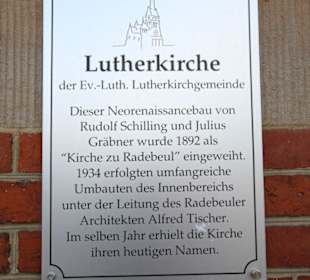 Lutherkirche
der Ev.-Luth. Lutherkirchgemeinde
Dieser Neorenaissancebau von
Rudolf Schilling und Julius
Gräbner wurde 1892 als
"Kirche zu Radebeul" eingeweiht.
1934 erfolgten umfangreiche
Umbauten des Innenbereichs
unter der Leitung des Radebeuler
Architekten Alfred Tischer.
Im selben Jahr erhielt die Kirche
ihren heutigen Namen.